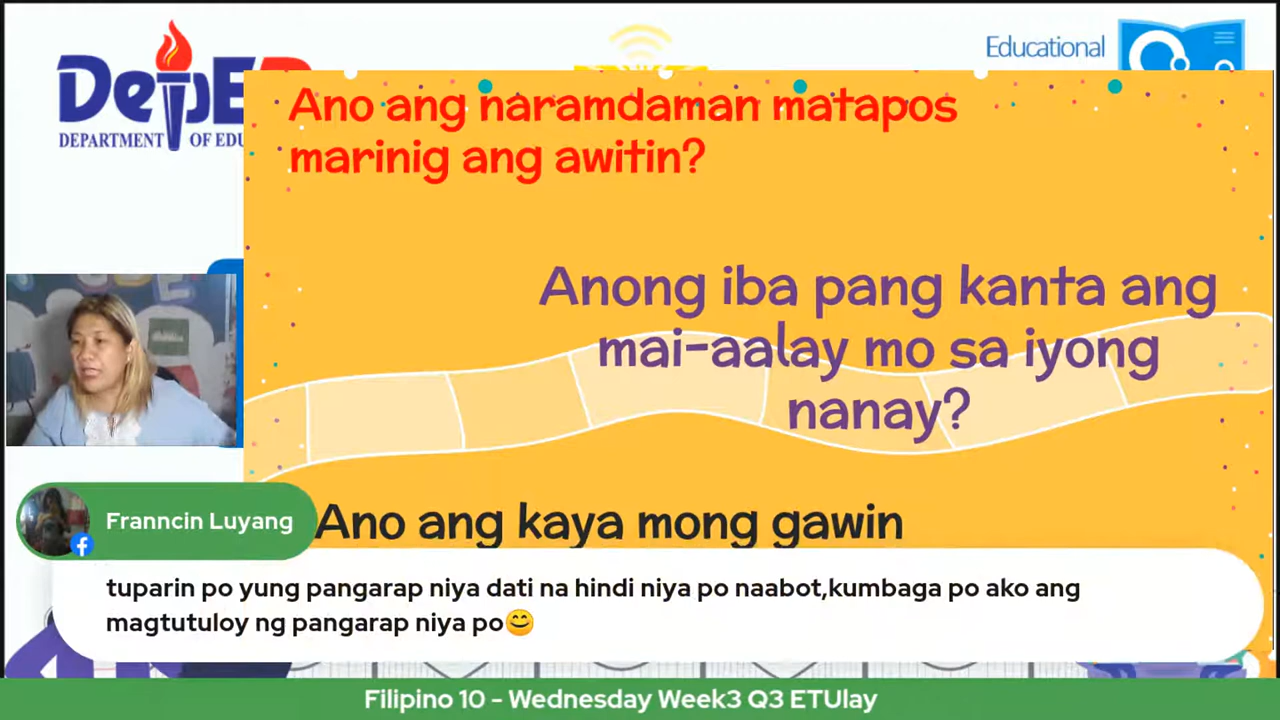 DepED
DEPARTMENT OF EDU
Educational
Ano ang naramdaman matapos
marinig ang awitin?
Anong iba pang kanta ang
mai-aalay mo sa iyong
nanay?
Ano ang kaya mong gawin
Franncin Luyang
tuparin po yung pangarap niya dati na hindi niya po naabot,kumbaga po ako ang
magtutuloy ng pangarap niya po😊
Filipino 10 - Wednesday Week3 Q3 ETUlay